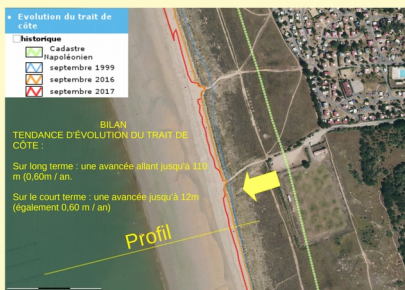 • Evolution du trait de
côte
historique
Cadastre
Napoléonien
septembre 1999
septembre 2016
septembre 2017
BILAN
TENDANCE D'ÉVOLUTION DU TRAIT DE
CÔTE :
Sur long terme : une avancée allant jusqu'à 110
m (0,60m / an.
Sur le court terme : une avancée jusqu'à 12m
(également 0,60 m / an)
Profil